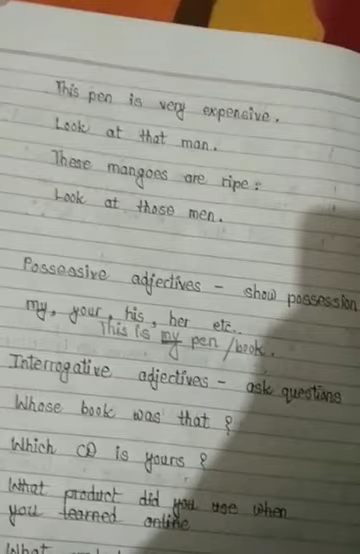 This pen is very expensive.
Look at that man.
These mangoes are ripe :
Look at those men.
Possessive adjectives - show possession
my, your, his, her etc..
This is my pen /book.
Interrogative adjectives - ask questions
Whose book was that ?
Which CD is yours ?
What product did you use when
you learned online
What